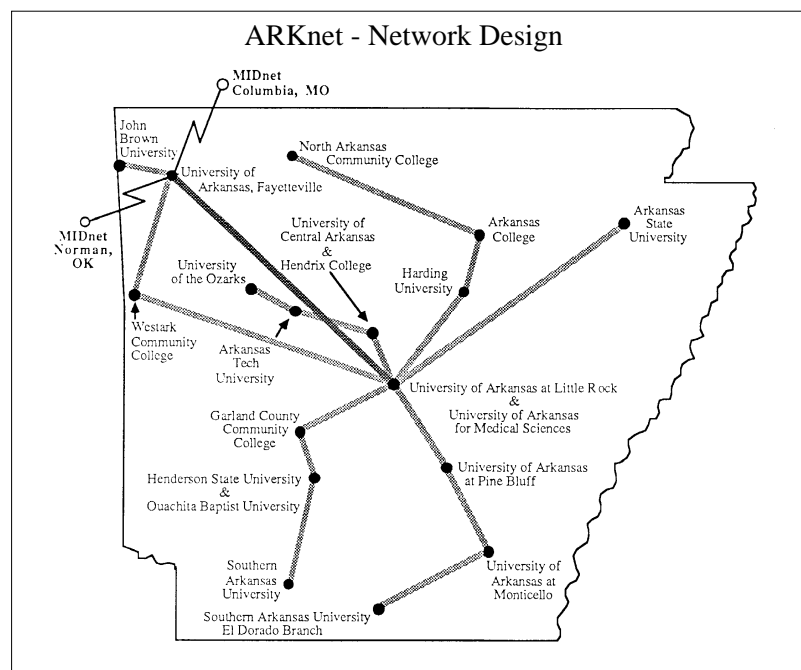 ARKnet - Network Design
MIDnet
Columbia, MO
John
Brown
University
University of
Arkansas, Fayetteville
North Arkansas
Community College
MIDnet
Norman,
OK
University of
Central Arkansas
&
Hendrix College
Arkansas
College
Arkansas
State
University
University
of the Ozarks
Harding
University
Westark
Community
College
Arkansas
Tech
University
University of Arkansas at Little Rock
&
University of Arkansas
for Medical Sciences
Garland County
Community
College
Henderson State University
&
Ouachita Baptist University
University of Arkansas
at Pine Bluff
Southern
Arkansas
University
University of
Arkansas at
Monticello
Southern Arkansas University
El Dorado Branch